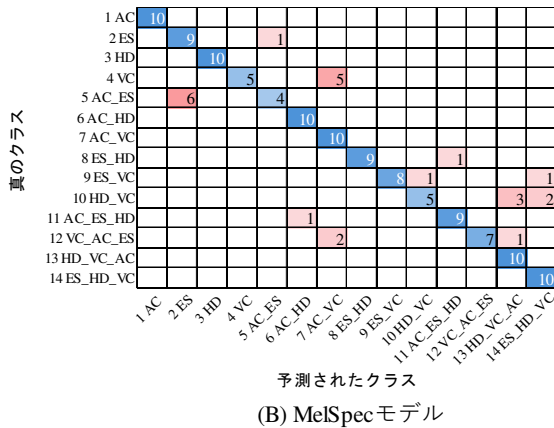 1 AC 10
2 ES 9 1
3 HD 10
4 VC 5 5
5 AC_ES 6 4
6 AC_HD 10
7 AC_VC 10
8 ES_HD 9 1
9 ES_VC 8 1 1
10 HD_VC 5 3 2
11 AC_ES_HD 1 9
12 VC_AC_ES 2 7 1
13 HD_VC_AC 10
14 ES_HD_VC 10
真のクラス
1 AC
2 ES
3 HD
4 VC
5 AC_ES
6 AC_HD
7 AC_VC
8 ES_HD
9 ES_VC
10 HD_VC
11 AC_ES_HD
12 VC_AC_ES
13 HD_VC_AC
14 ES_HD_VC
予測されたクラス
(B) MelSpecモデル